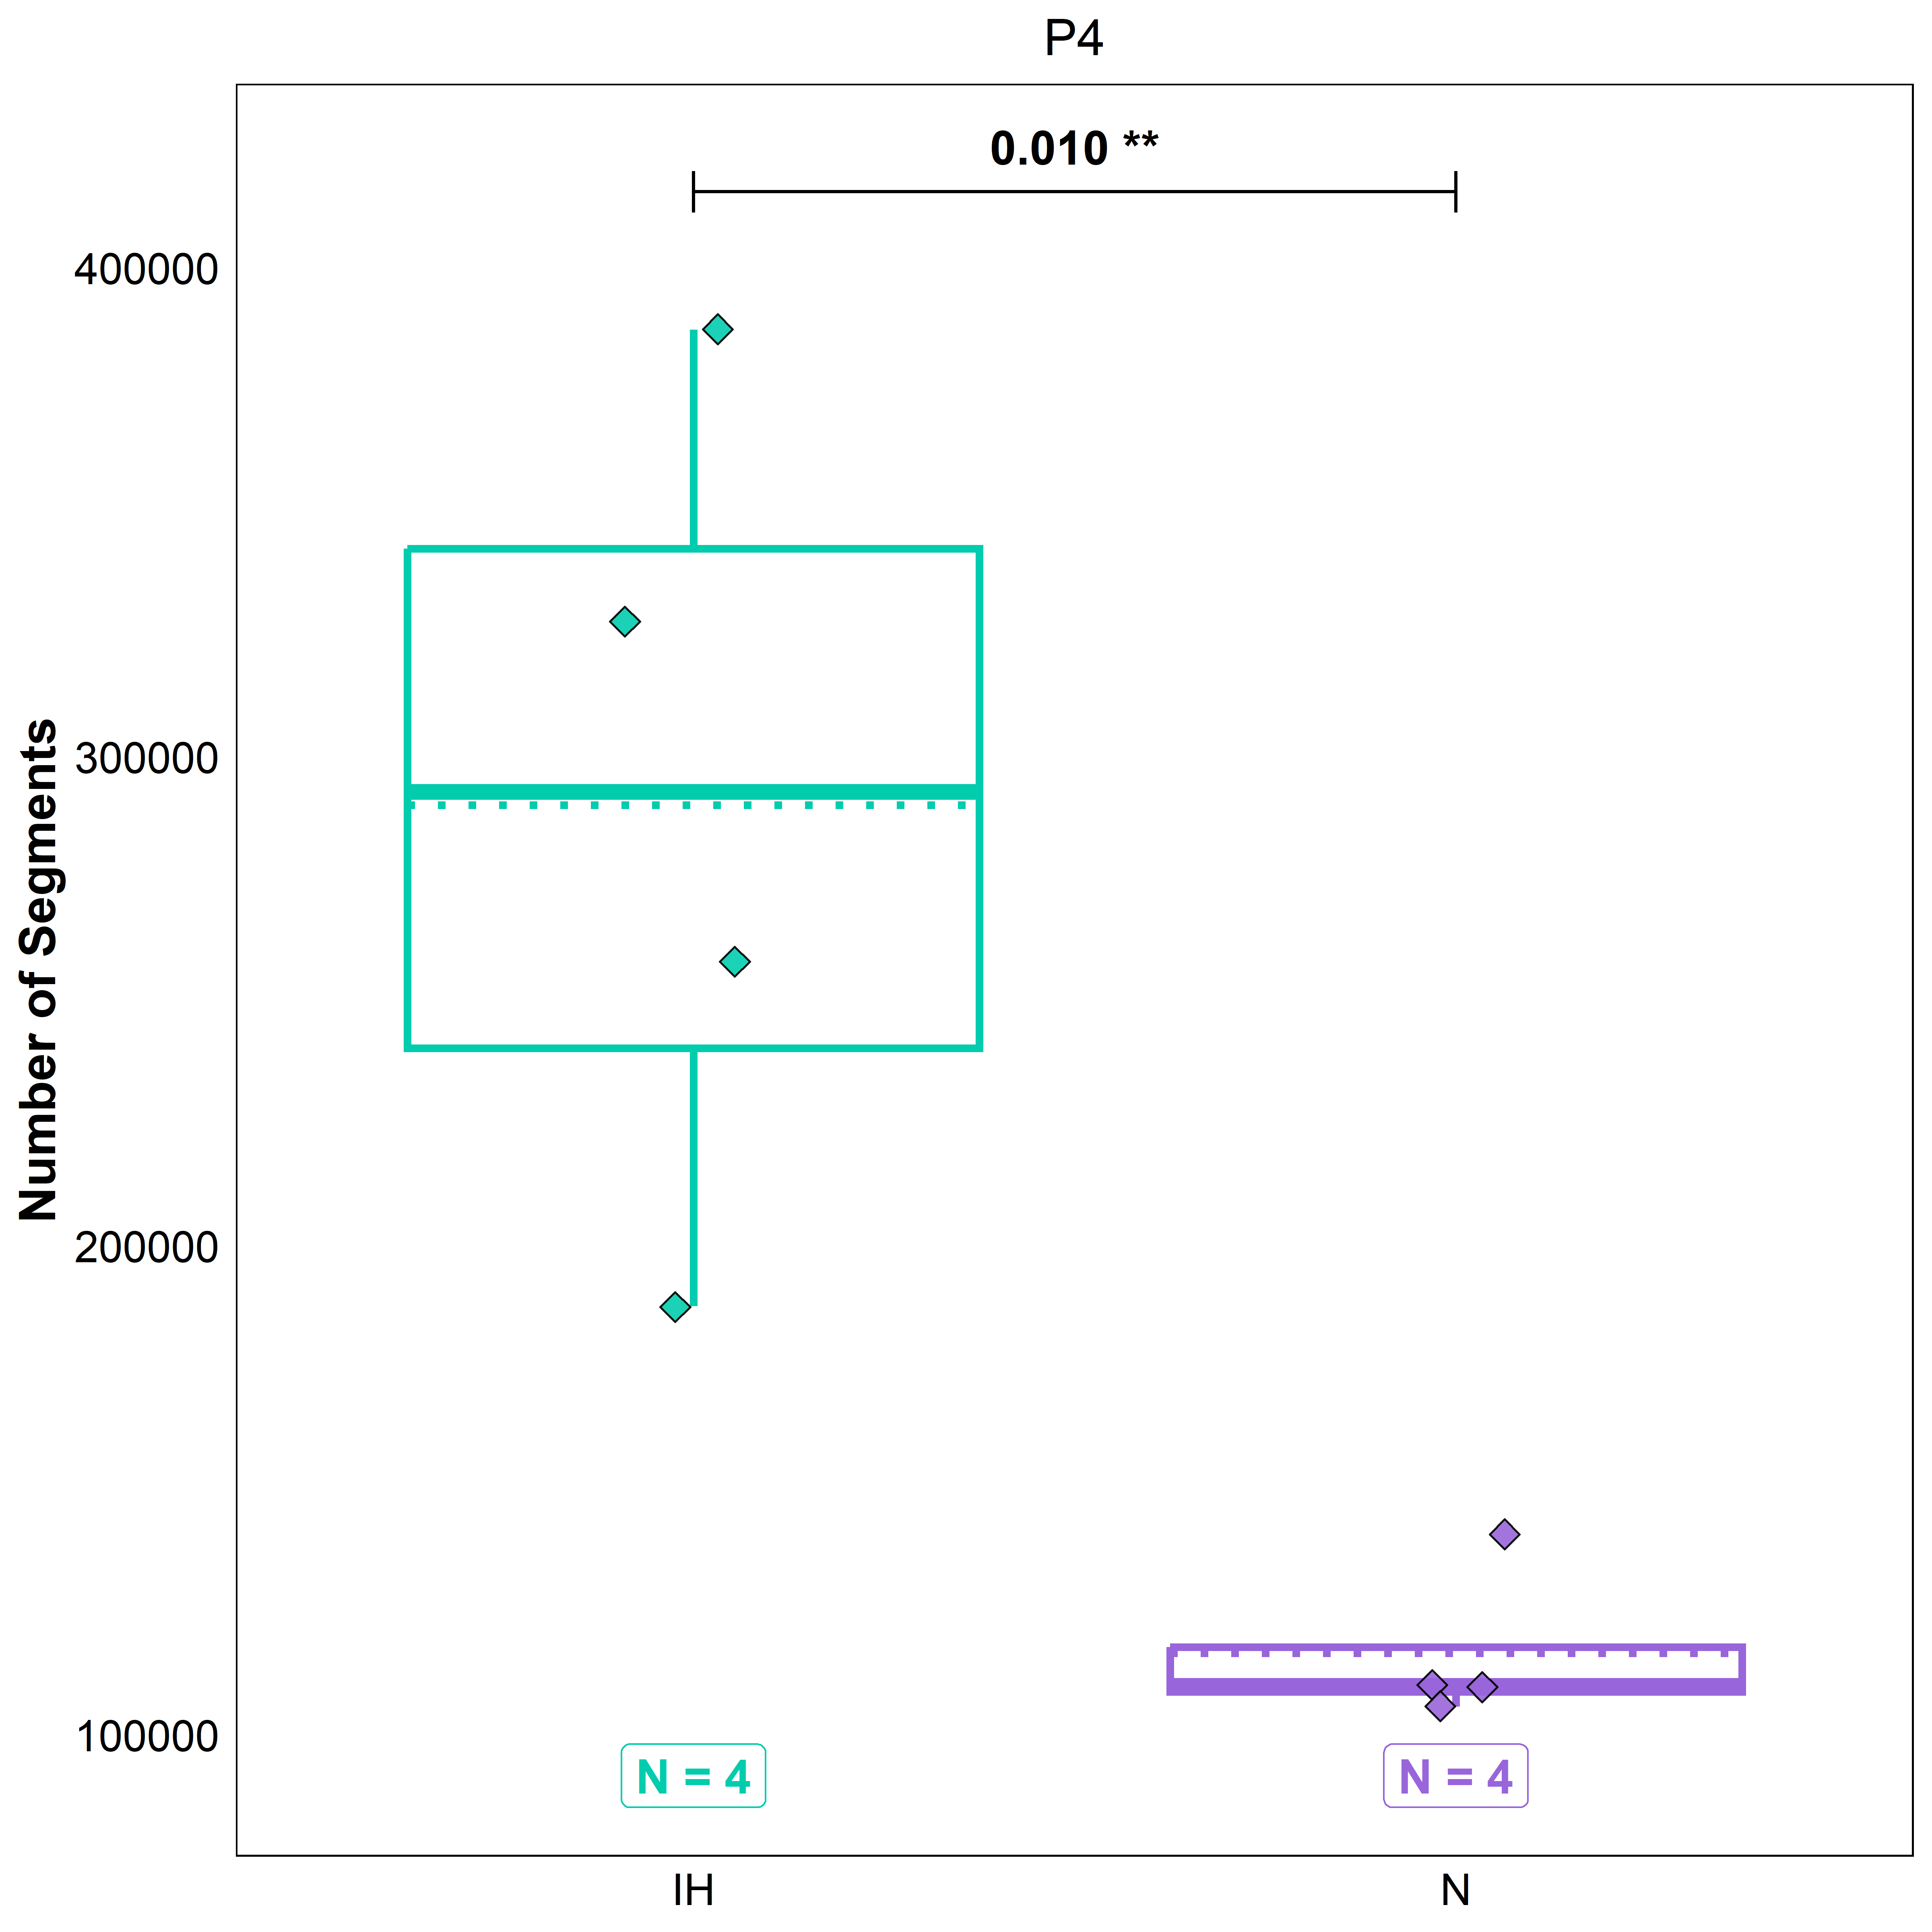 P4
0.010 **
400000
300000
200000
100000
Number of Segments
N = 4
N = 4
IH
N